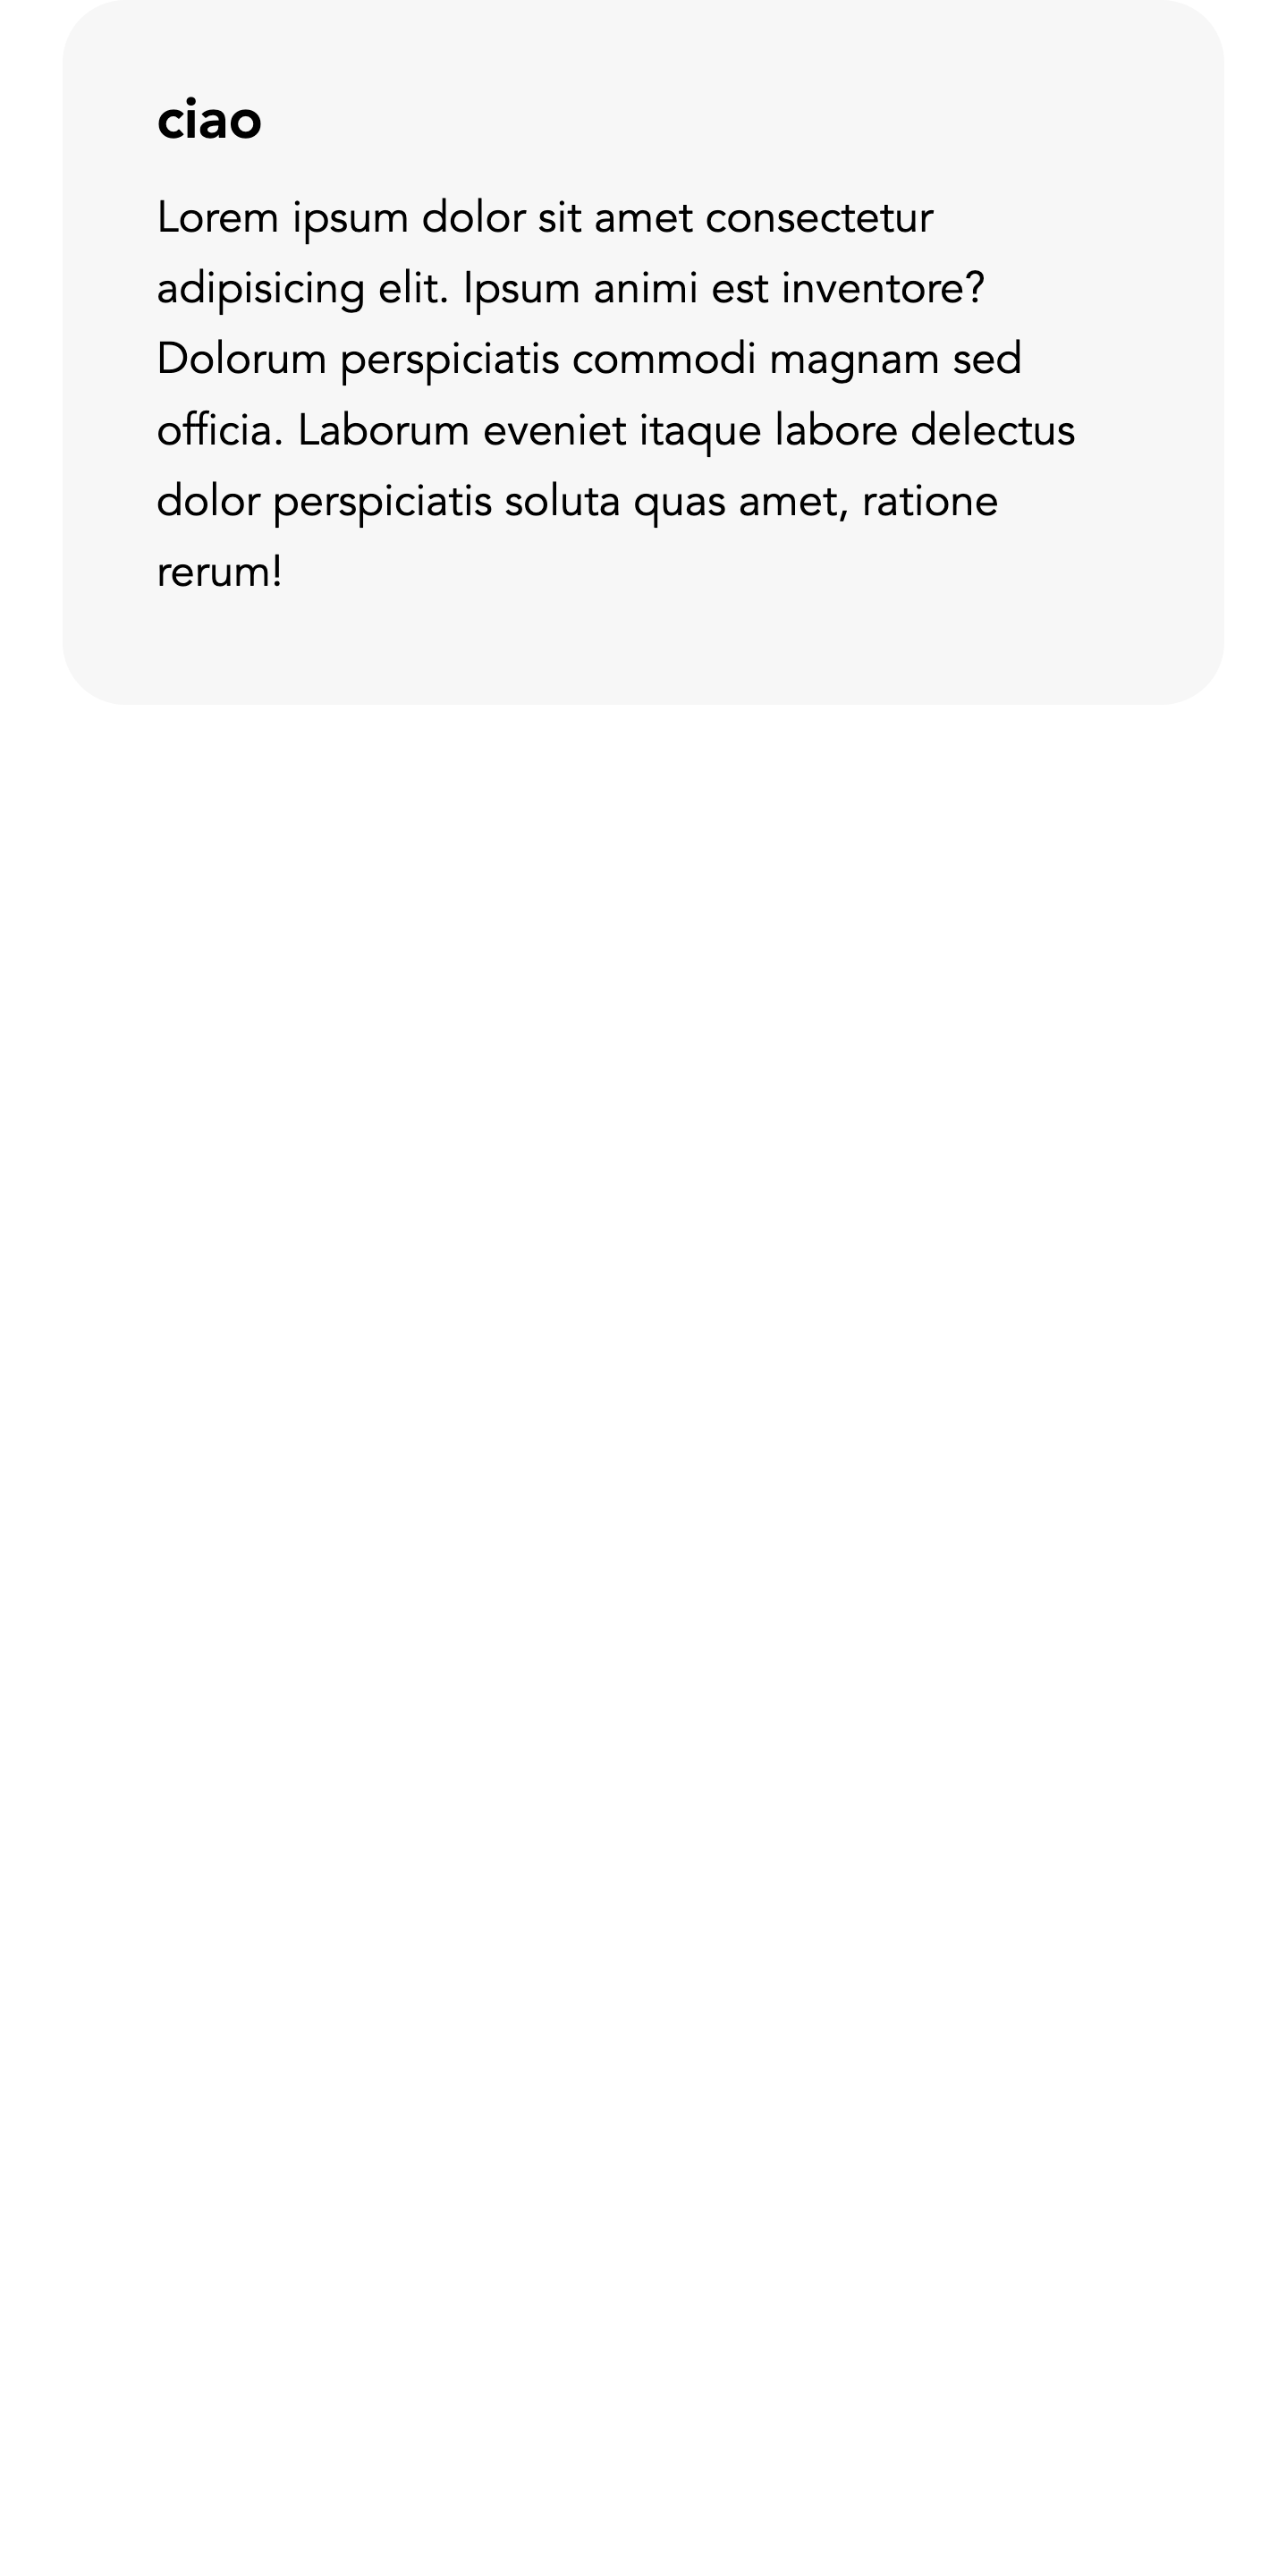 ciao
Lorem ipsum dolor sit amet consectetur
adipisicing elit. Ipsum animi est inventore?
Dolorum perspiciatis commodi magnam sed
officia. Laborum eveniet itaque labore delectus
dolor perspiciatis soluta quas amet, ratione
rerum!